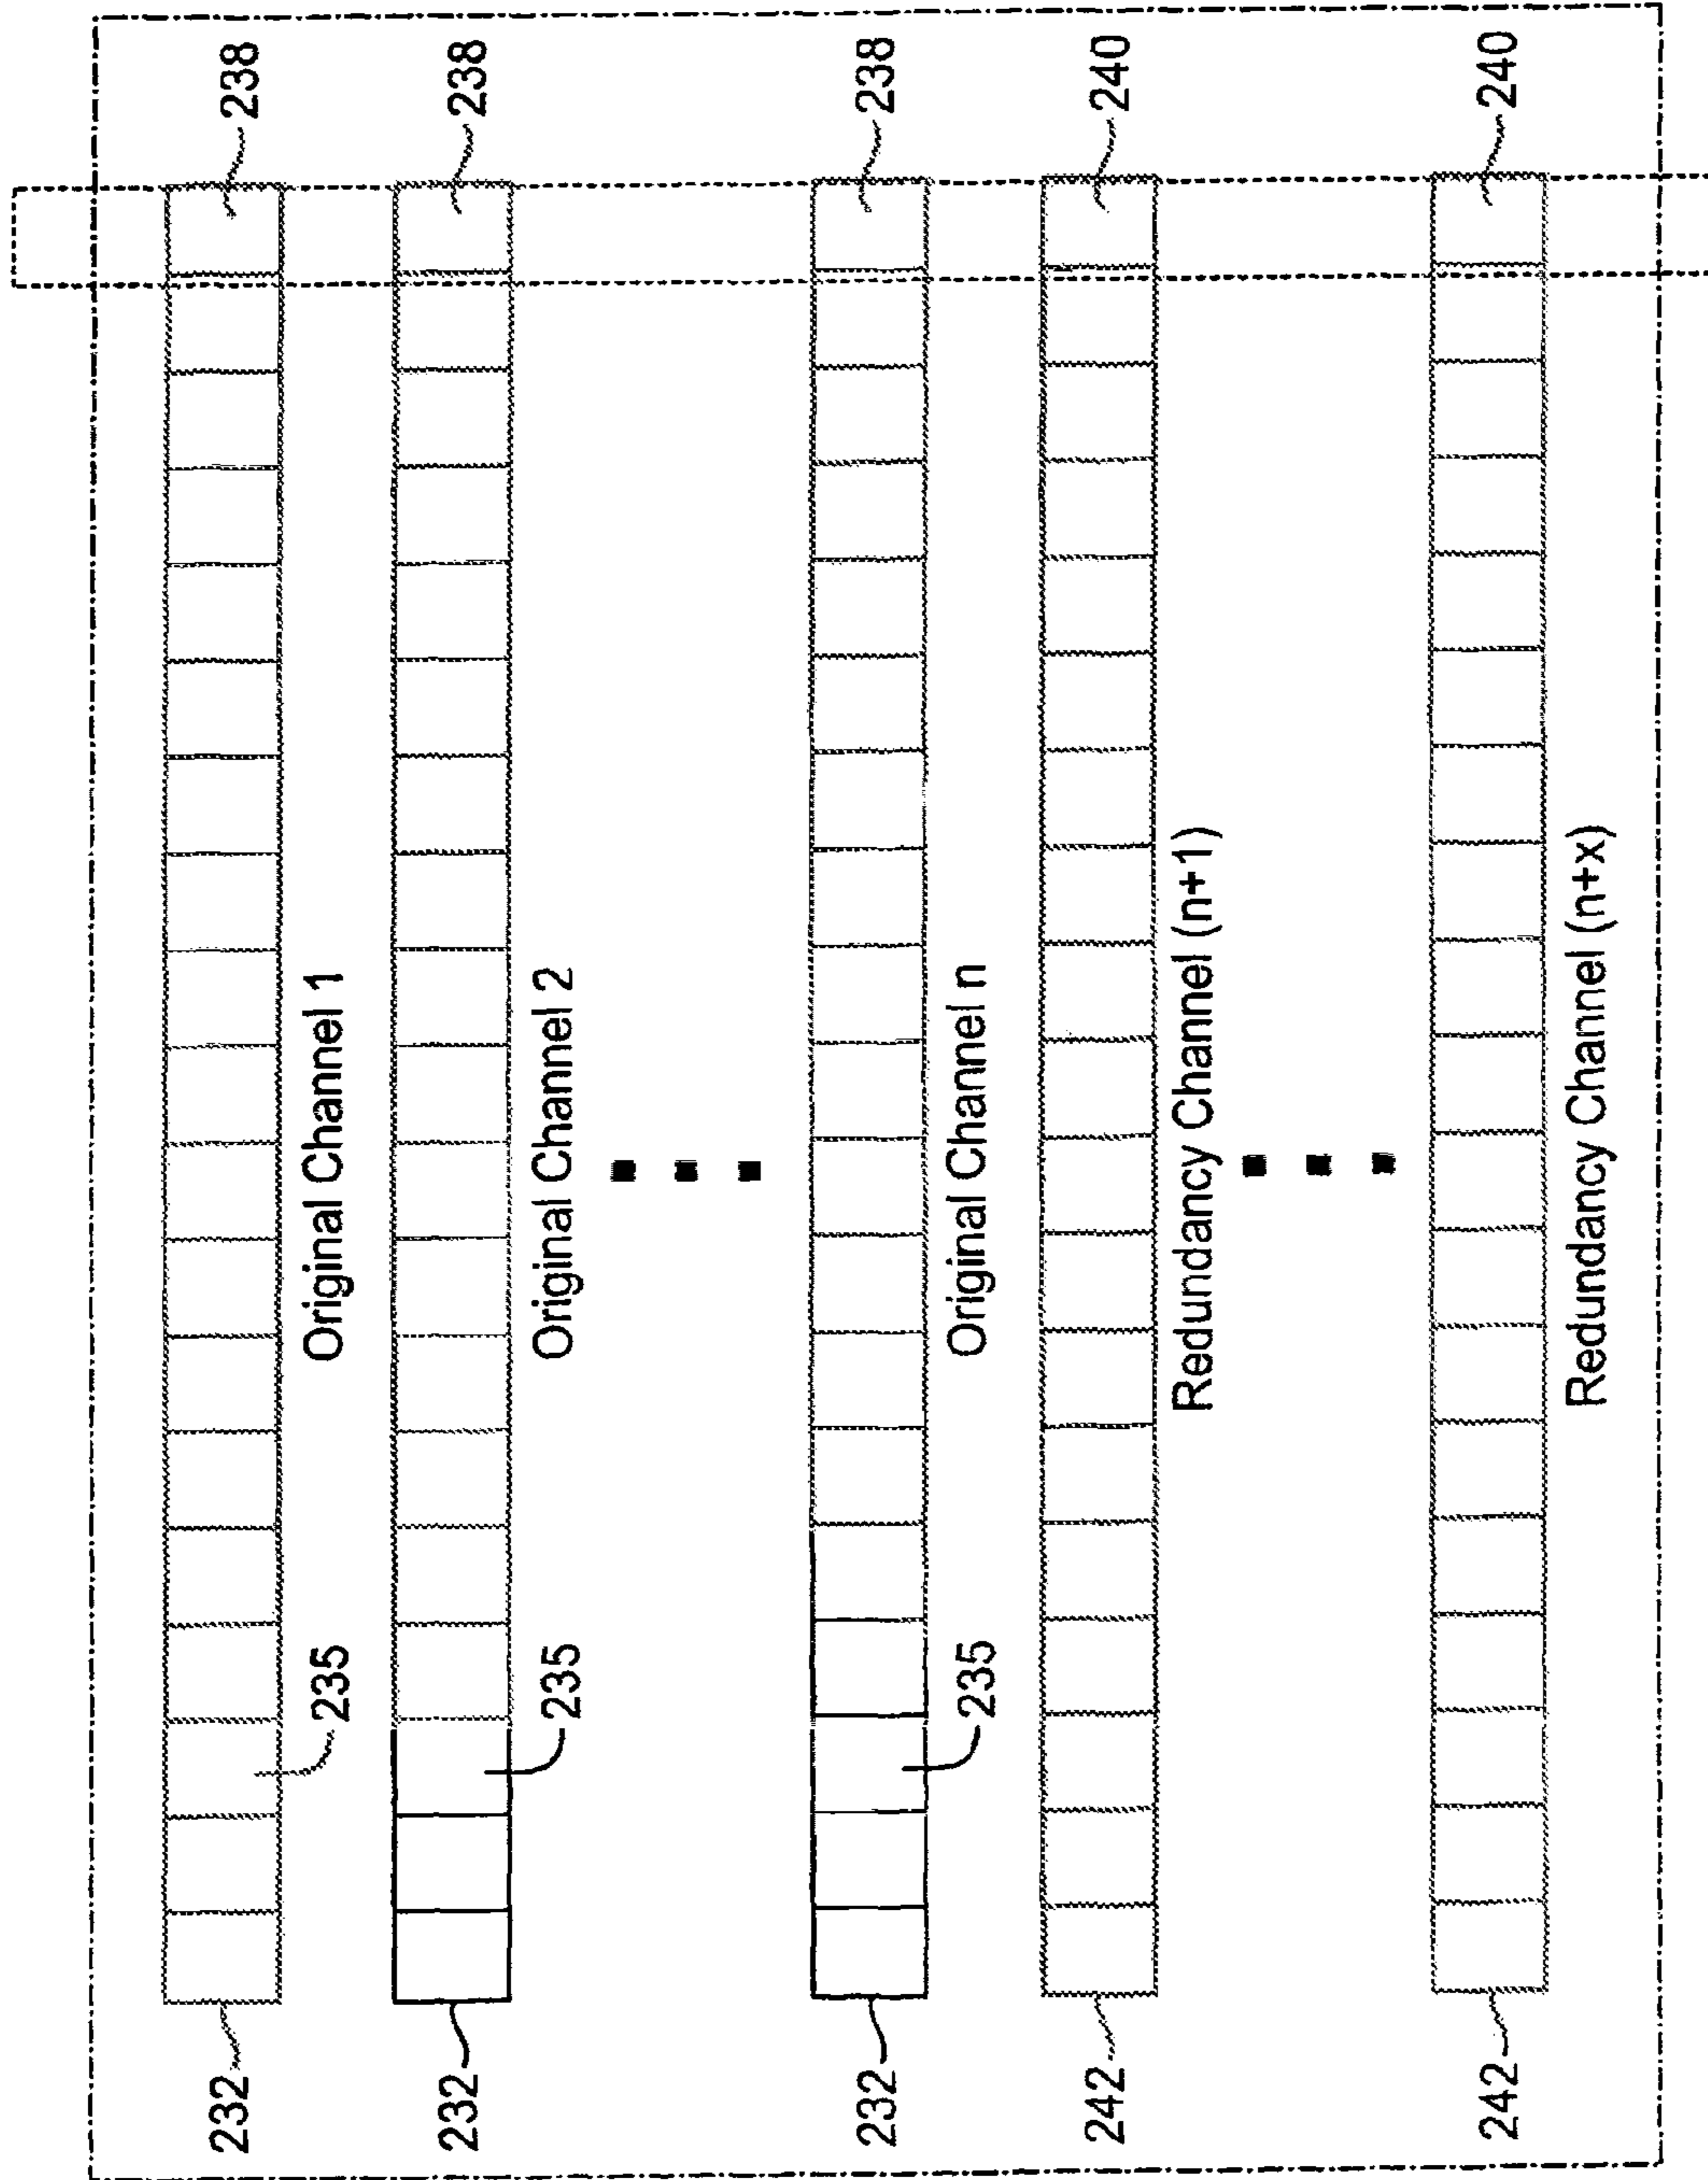 232 238
Original Channel 1
235
232 238
Original Channel 2
235
232 238
Original Channel n
235
242 240
Redundancy Channel (n+1)
242 240
Redundancy Channel (n+x)